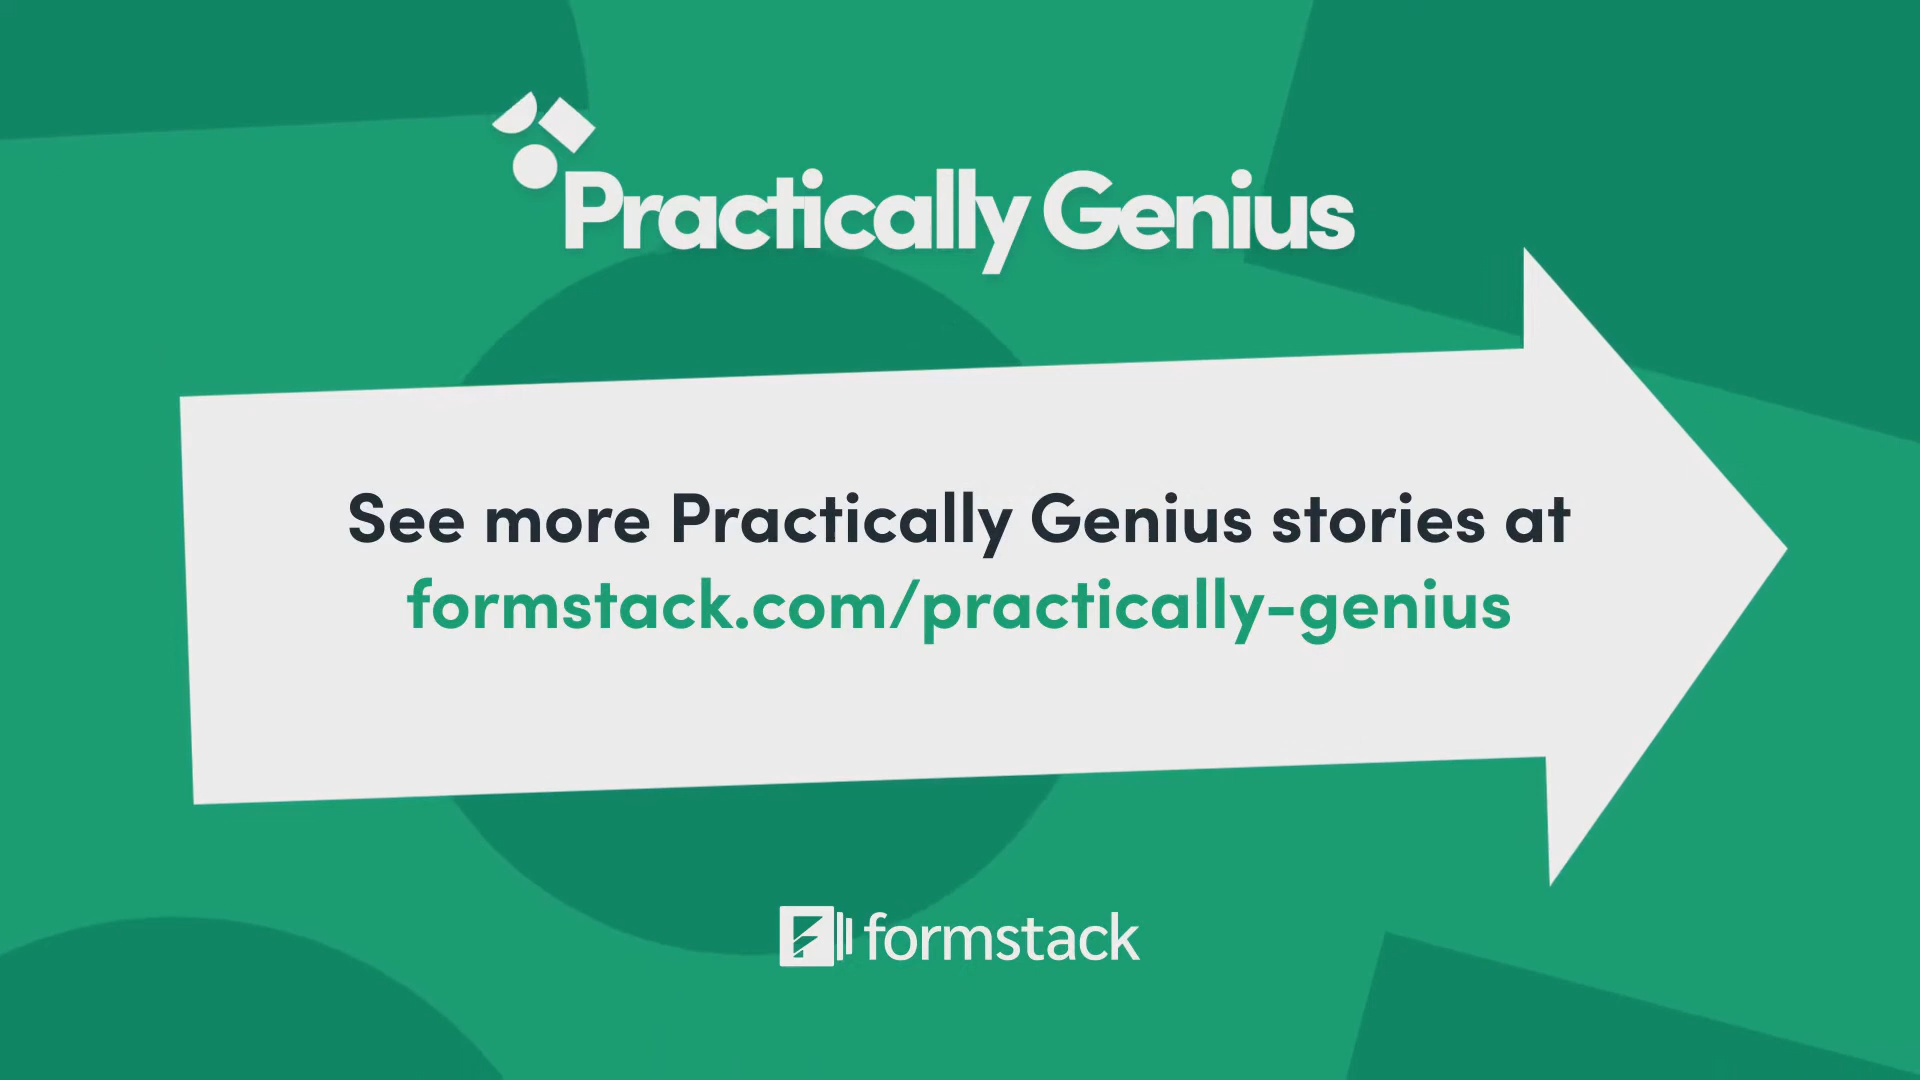 Practically Genius
See more Practically Genius stories at
formstack.com/practically-genius
formstack